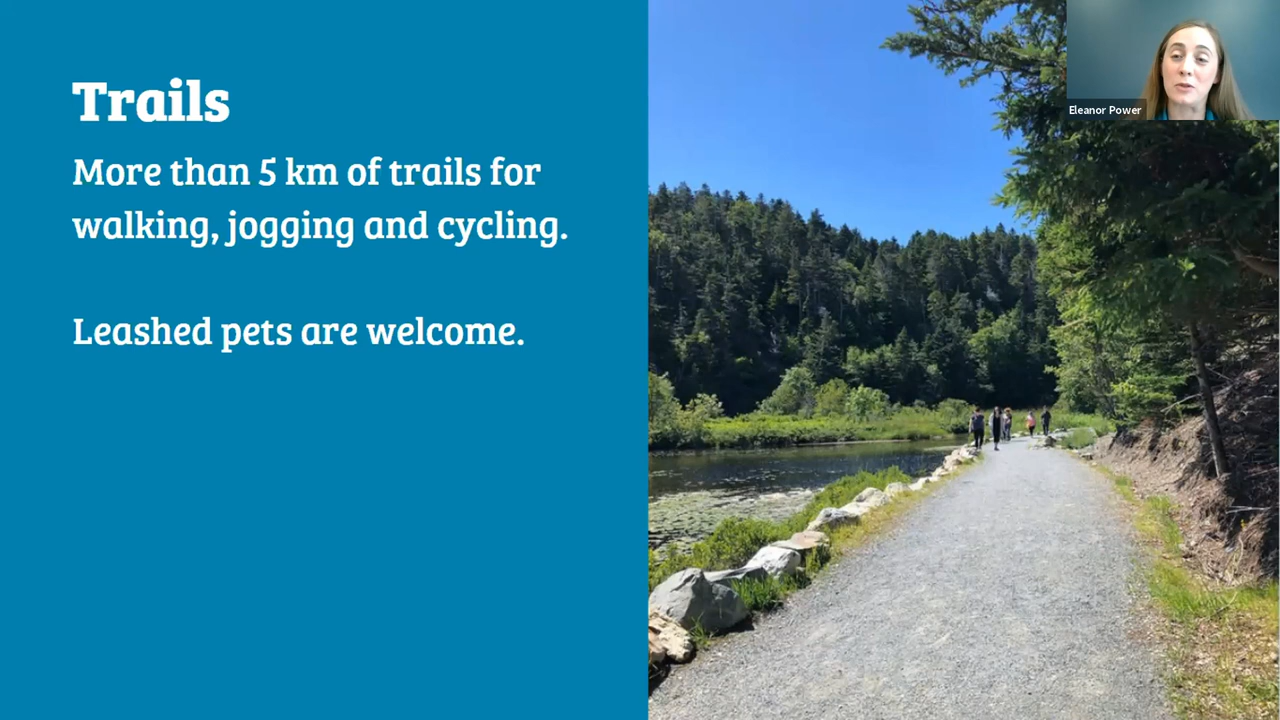 Trails
More than 5 km of trails for
walking, jogging and cycling.
Leashed pets are welcome.
Eleanor Power